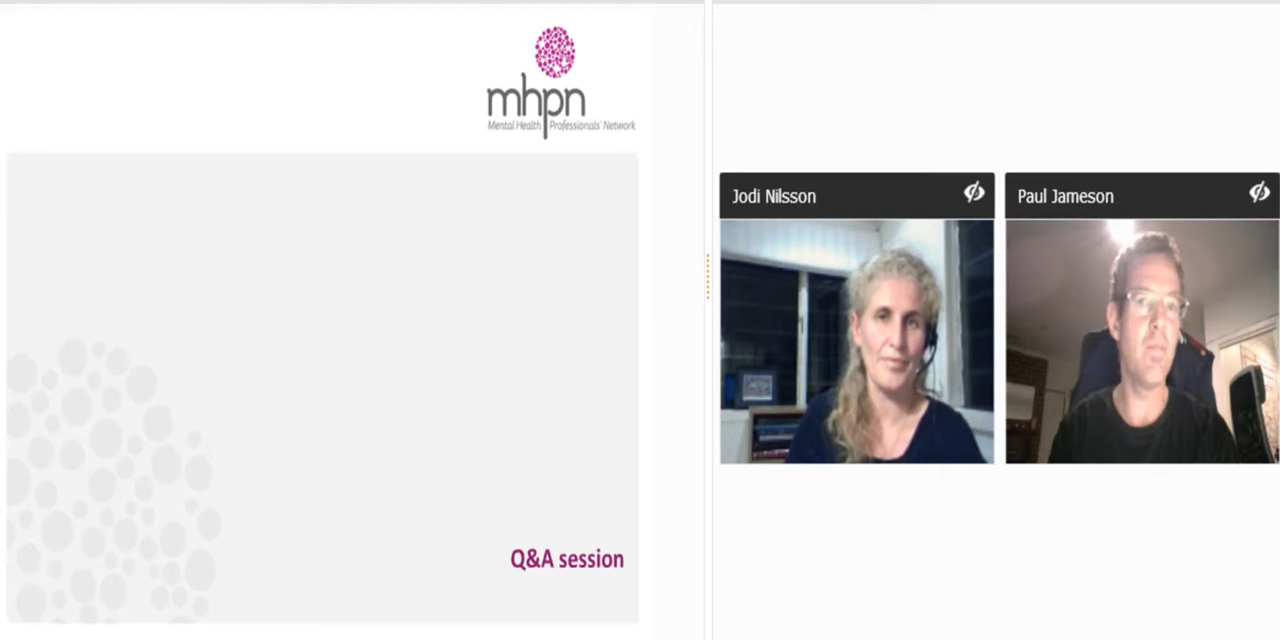 mhpn
Mental Health Professionals' Network
Q&A session
Jodi Nilsson
Paul Jameson